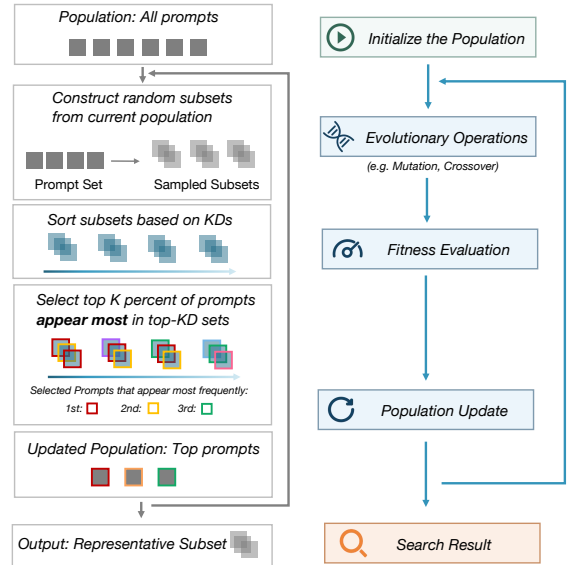 Population: All prompts
Construct random subsets
from current population
Prompt Set
Sampled Subsets
Sort subsets based on KDs
Select top K percent of prompts
appear most in top-KD sets
Selected Prompts that appear most frequently:
1st: 2nd: 3rd:
Updated Population: Top prompts
Output: Representative Subset
Initialize the Population
Evolutionary Operations
(e.g. Mutation, Crossover)
Fitness Evaluation
Population Update
Search Result